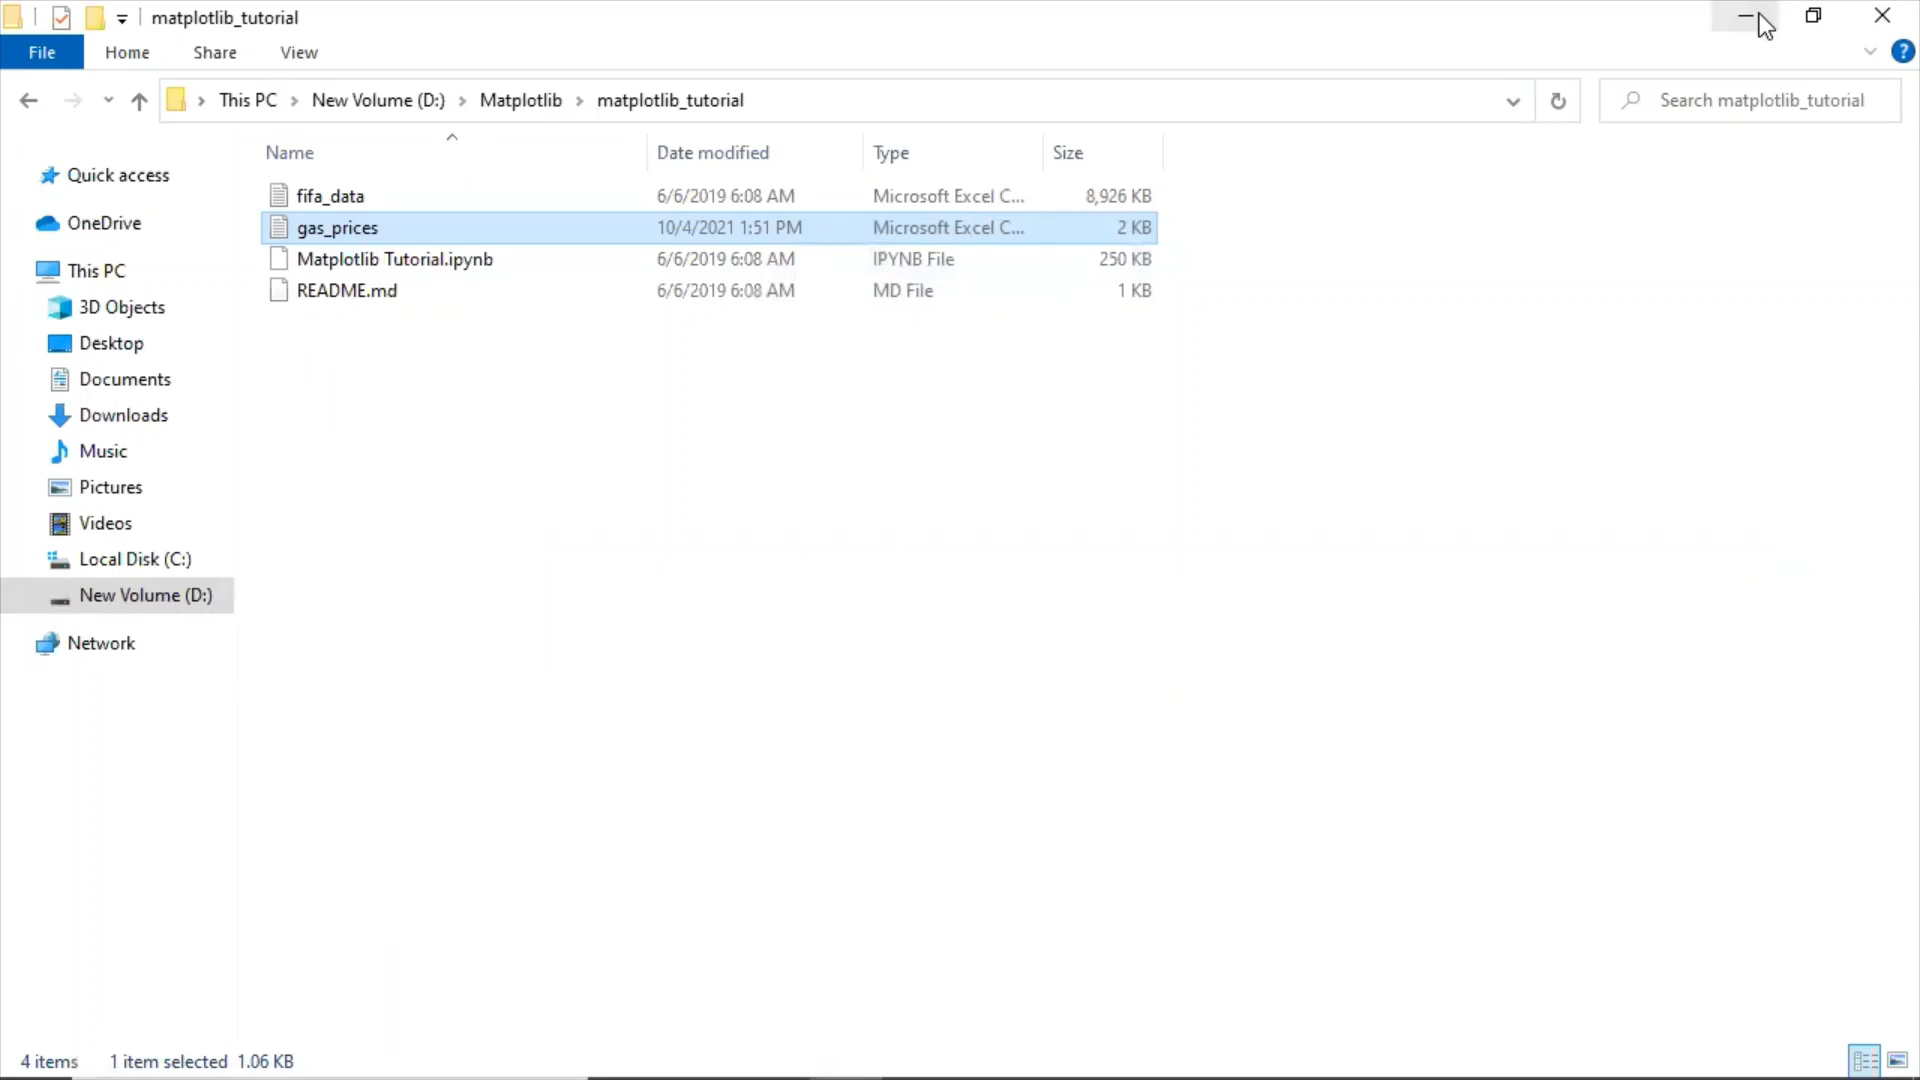 matplotlib_tutorial
File Home Share View
This PC New Volume (D:) Matplotlib matplotlib_tutorial
Search matplotlib_tutorial
Name Date modified Type Size
fifa_data 6/6/2019 6:08 AM Microsoft Excel C... 8,926 KB
gas_prices 10/4/2021 1:51 PM Microsoft Excel C... 2 KB
Matplotlib Tutorial.ipynb 6/6/2019 6:08 AM IPYNB File 250 KB
README.md 6/6/2019 6:08 AM MD File 1 KB
Quick access
OneDrive
This PC
3D Objects
Desktop
Documents
Downloads
Music
Pictures
Videos
Local Disk (C:)
New Volume (D:)
Network
4 items 1 item selected 1.06 KB